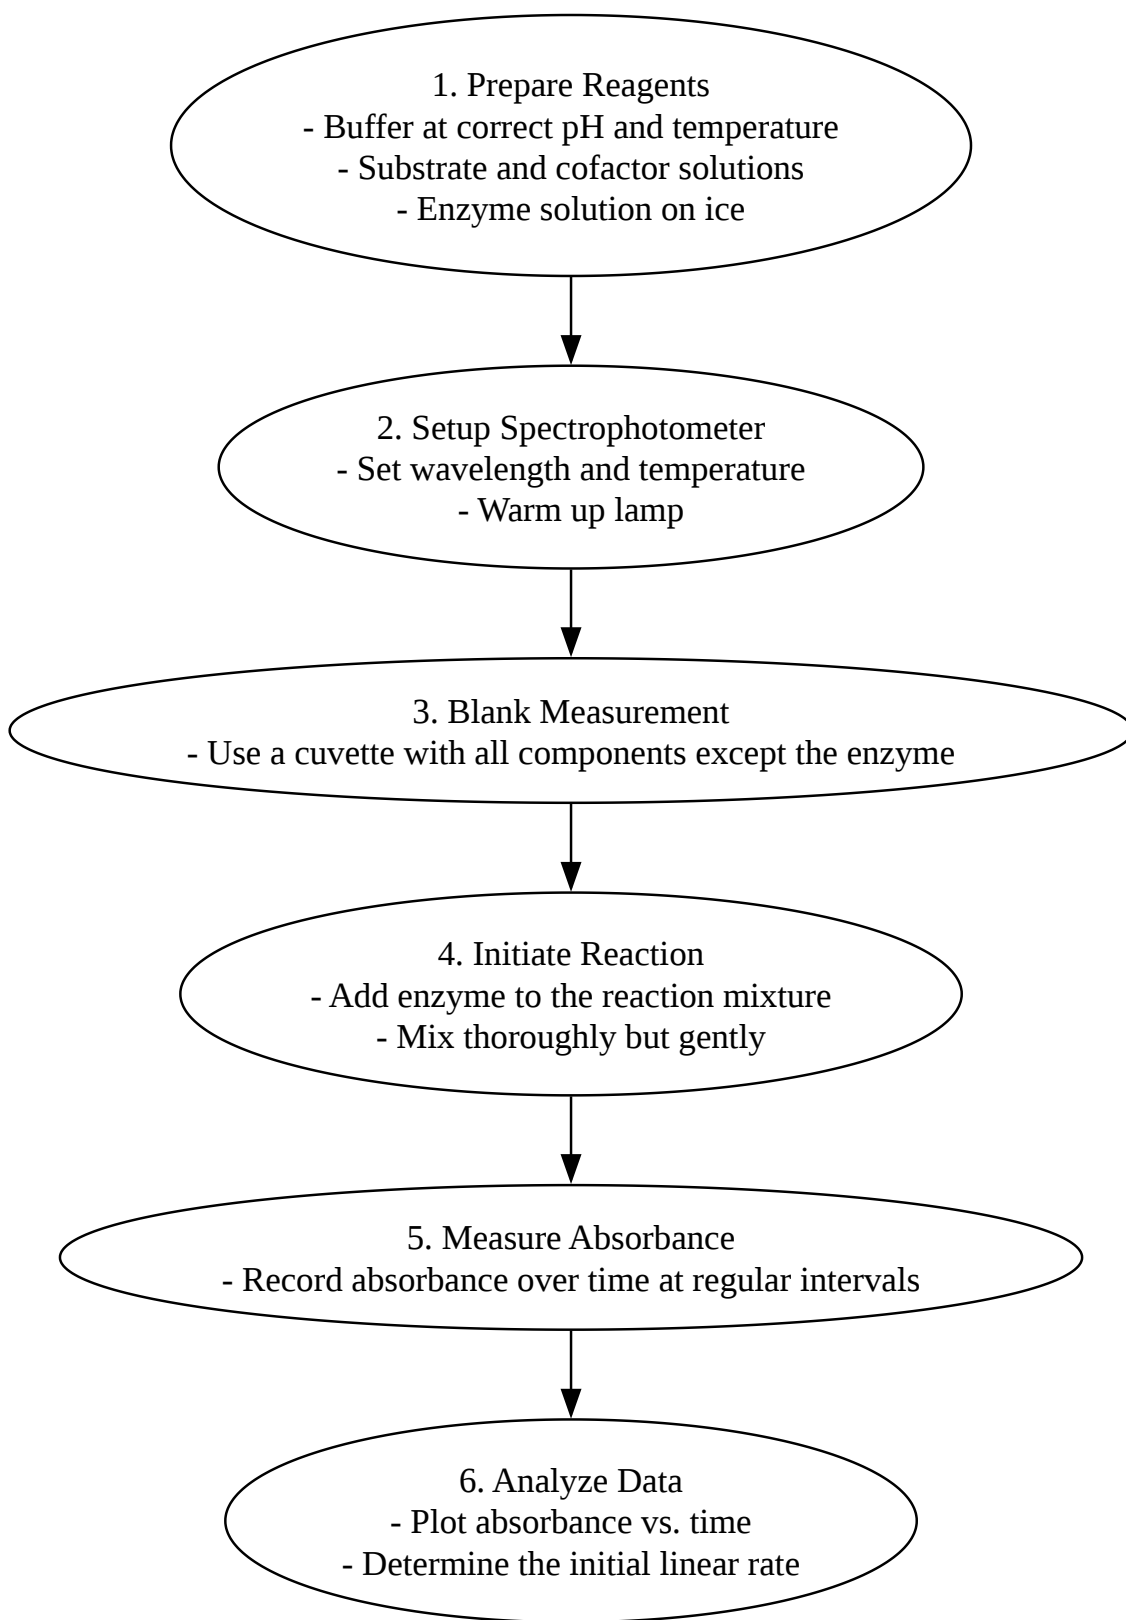 1. Prepare Reagents
- Buffer at correct pH and temperature
- Substrate and cofactor solutions
- Enzyme solution on ice
2. Setup Spectrophotometer
- Set wavelength and temperature
- Warm up lamp
3. Blank Measurement
- Use a cuvette with all components except the enzyme
4. Initiate Reaction
- Add enzyme to the reaction mixture
- Mix thoroughly but gently
5. Measure Absorbance
- Record absorbance over time at regular intervals
6. Analyze Data
- Plot absorbance vs. time
- Determine the initial linear rate